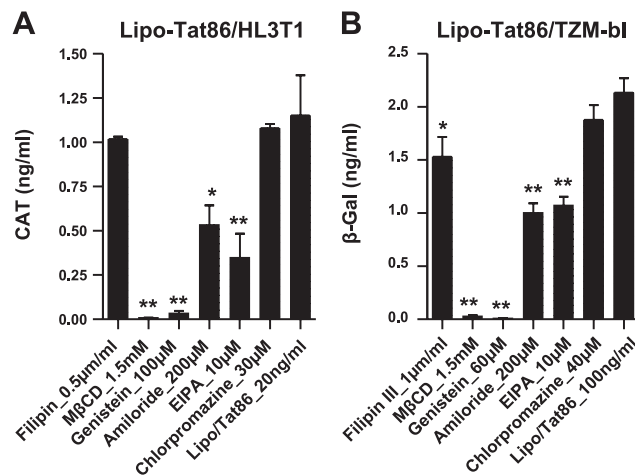 A
Lipo-Tat86/HL3T1
CAT (ng/ml)
1.50
1.25
1.00
0.75
0.50
0.25
0.00
**
**
*
**
Filipin_0.5µm/ml
MβCD_1.5mM
Genistein_100µM
Amiloride_200µM
EIPA_10µM
Chlorpromazine_30µM
Lipo/Tat86_20ng/ml
B
Lipo-Tat86/TZM-bl
β-Gal (ng/ml)
2.5
2.0
1.5
1.0
0.5
0.0
*
**
**
**
**
Filipin III_1µm/ml
MβCD_1.5mM
Genistein_60µM
Amiloride_200µM
EIPA_10µM
Chlorpromazine_40µM
Lipo/Tat86_100ng/ml